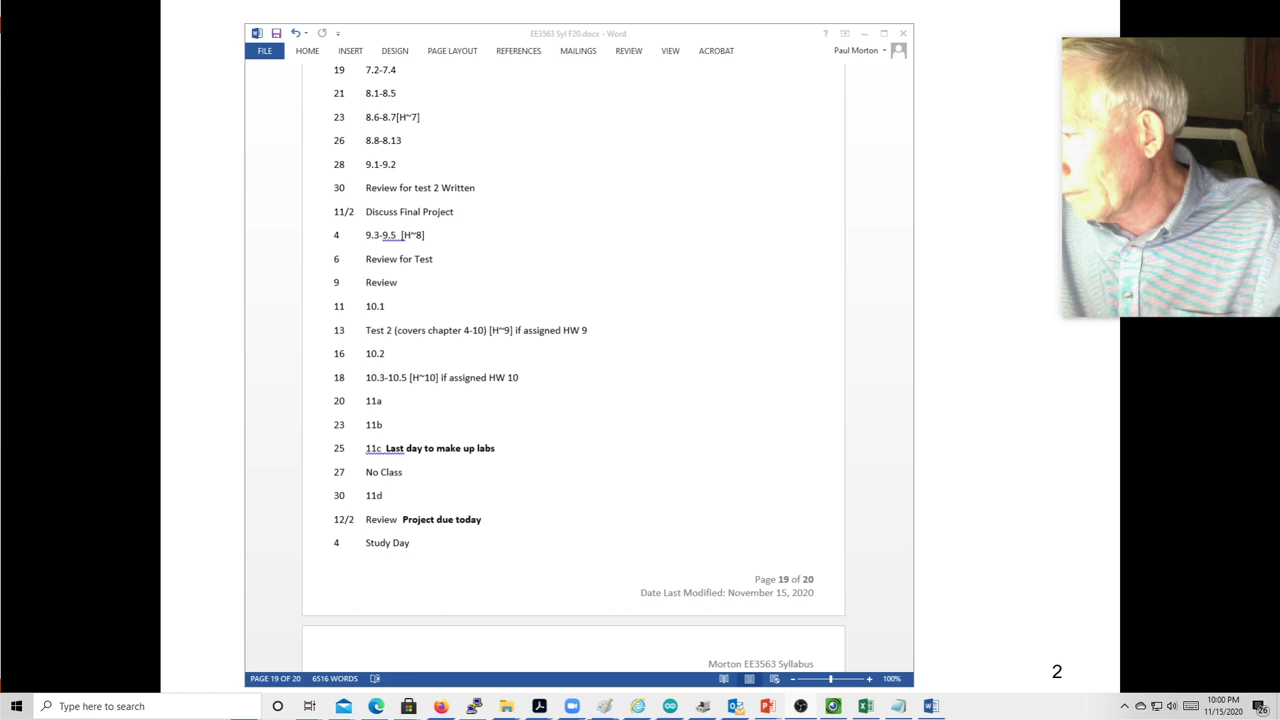 EE3563 Syl F20.docx - Word
FILE HOME INSERT DESIGN PAGE LAYOUT REFERENCES MAILINGS REVIEW VIEW ACROBAT Paul Morton
19 7.2-7.4
21 8.1-8.5
23 8.6-8.7[H~7]
26 8.8-8.13
28 9.1-9.2
30 Review for test 2 Written
11/2 Discuss Final Project
4 9.3-9.5 [H~8]
6 Review for Test
9 Review
11 10.1
13 Test 2 (covers chapter 4-10) [H~9] if assigned HW 9
16 10.2
18 10.3-10.5 [H~10] if assigned HW 10
20 11a
23 11b
25 11c Last day to make up labs
27 No Class
30 11d
12/2 Review Project due today
4 Study Day
Page 19 of 20
Date Last Modified: November 15, 2020
Morton EE3563 Syllabus
2
PAGE 19 OF 20 6516 WORDS 100%
Type here to search
10:00 PM
11/15/2020
26